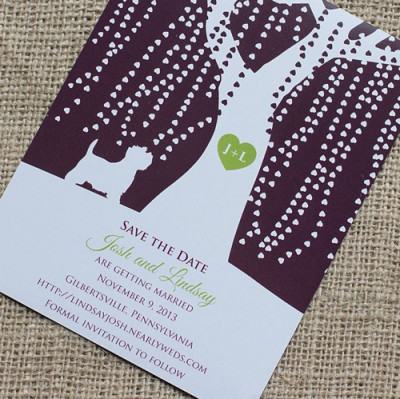 J+L
Save the Date
Josh and Lindsay
are getting married
November 9, 2013
Gilbertsville, Pennsylvania
http://lindsayjosh.nearlyweds.com
Formal invitation to follow